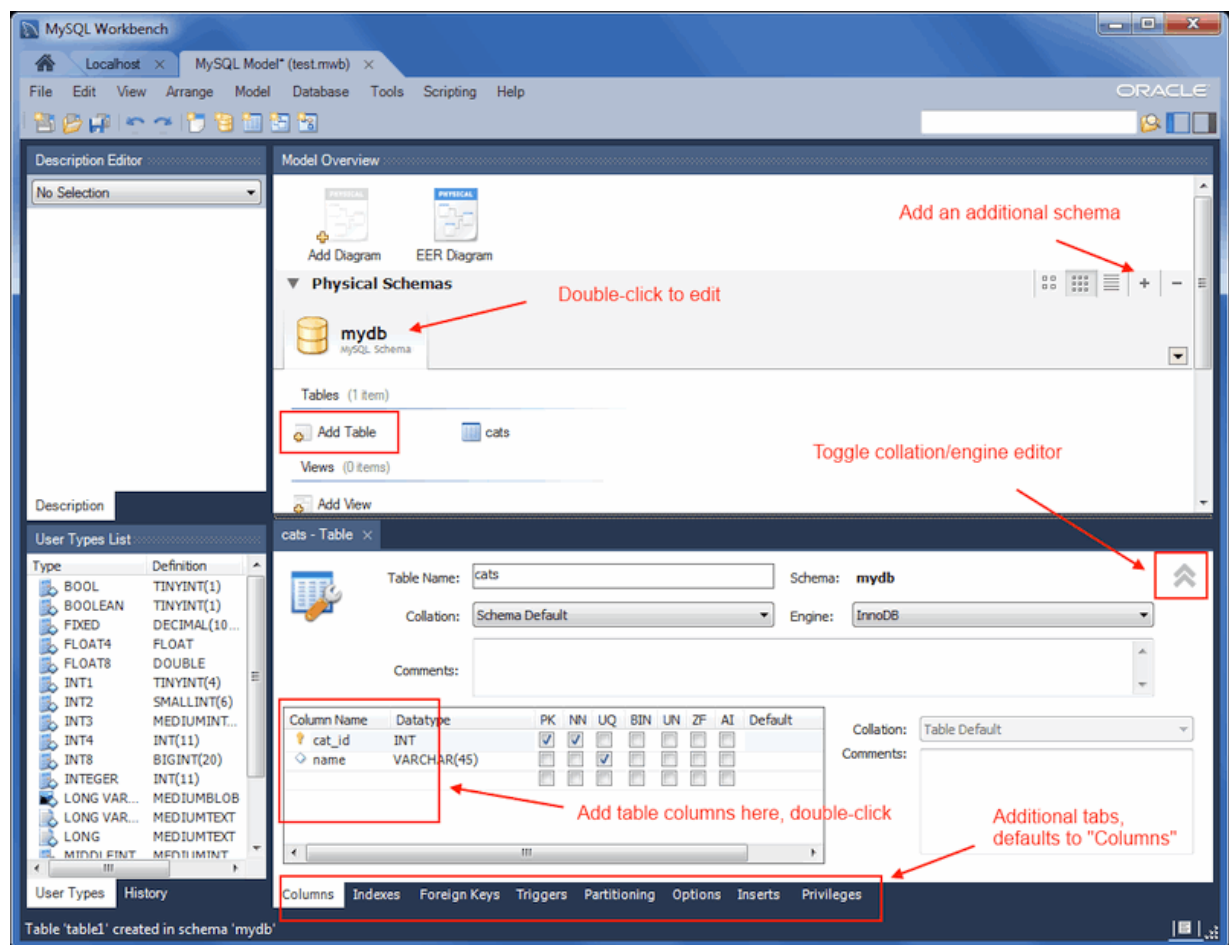 MySQL Workbench
Localhost
MySQL Model* (test.mwb)
File Edit View Arrange Model Database Tools Scripting Help
ORACLE
Description Editor
No Selection
Description
Model Overview
PHYSICAL
PHYSICAL
Add Diagram
EER Diagram
Add an additional schema
Physical Schemas
Double-click to edit
mydb
MySQL Schema
Tables (1 item)
Add Table
cats
Toggle collation/engine editor
Views (0 items)
Add View
User Types List
Type Definition
BOOL TINYINT(1)
BOOLEAN TINYINT(1)
FIXED DECIMAL(10...
FLOAT4 FLOAT
FLOAT8 DOUBLE
INT1 TINYINT(4)
INT2 SMALLINT(6)
INT3 MEDIUMINT...
INT4 INT(11)
INT8 BIGINT(20)
INTEGER INT(11)
LONG VAR... MEDIUMBLOB
LONG VAR... MEDIUMTEXT
LONG MEDIUMTEXT
MIDDLEINT MEDIUMINT
User Types History
cats - Table
Table Name: cats Schema: mydb
Collation: Schema Default Engine: InnoDB
Comments:
Column Name Datatype PK NN UQ BIN UN ZF AI Default
cat_id INT
name VARCHAR(45)
Collation: Table Default
Comments:
Add table columns here, double-click
Additional tabs,
defaults to "Columns"
Columns Indexes Foreign Keys Triggers Partitioning Options Inserts Privileges
Table 'table1' created in schema 'mydb'